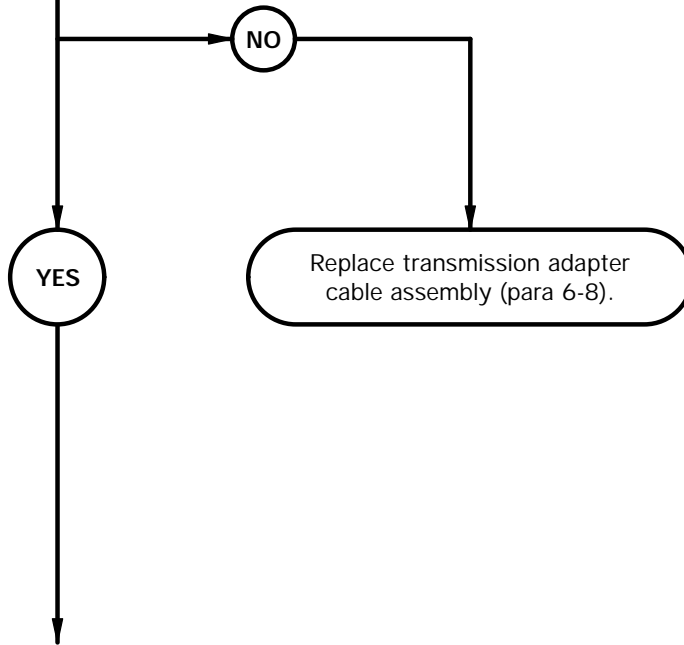 NO
YES
Replace transmission adapter
cable assembly (para 6-8).